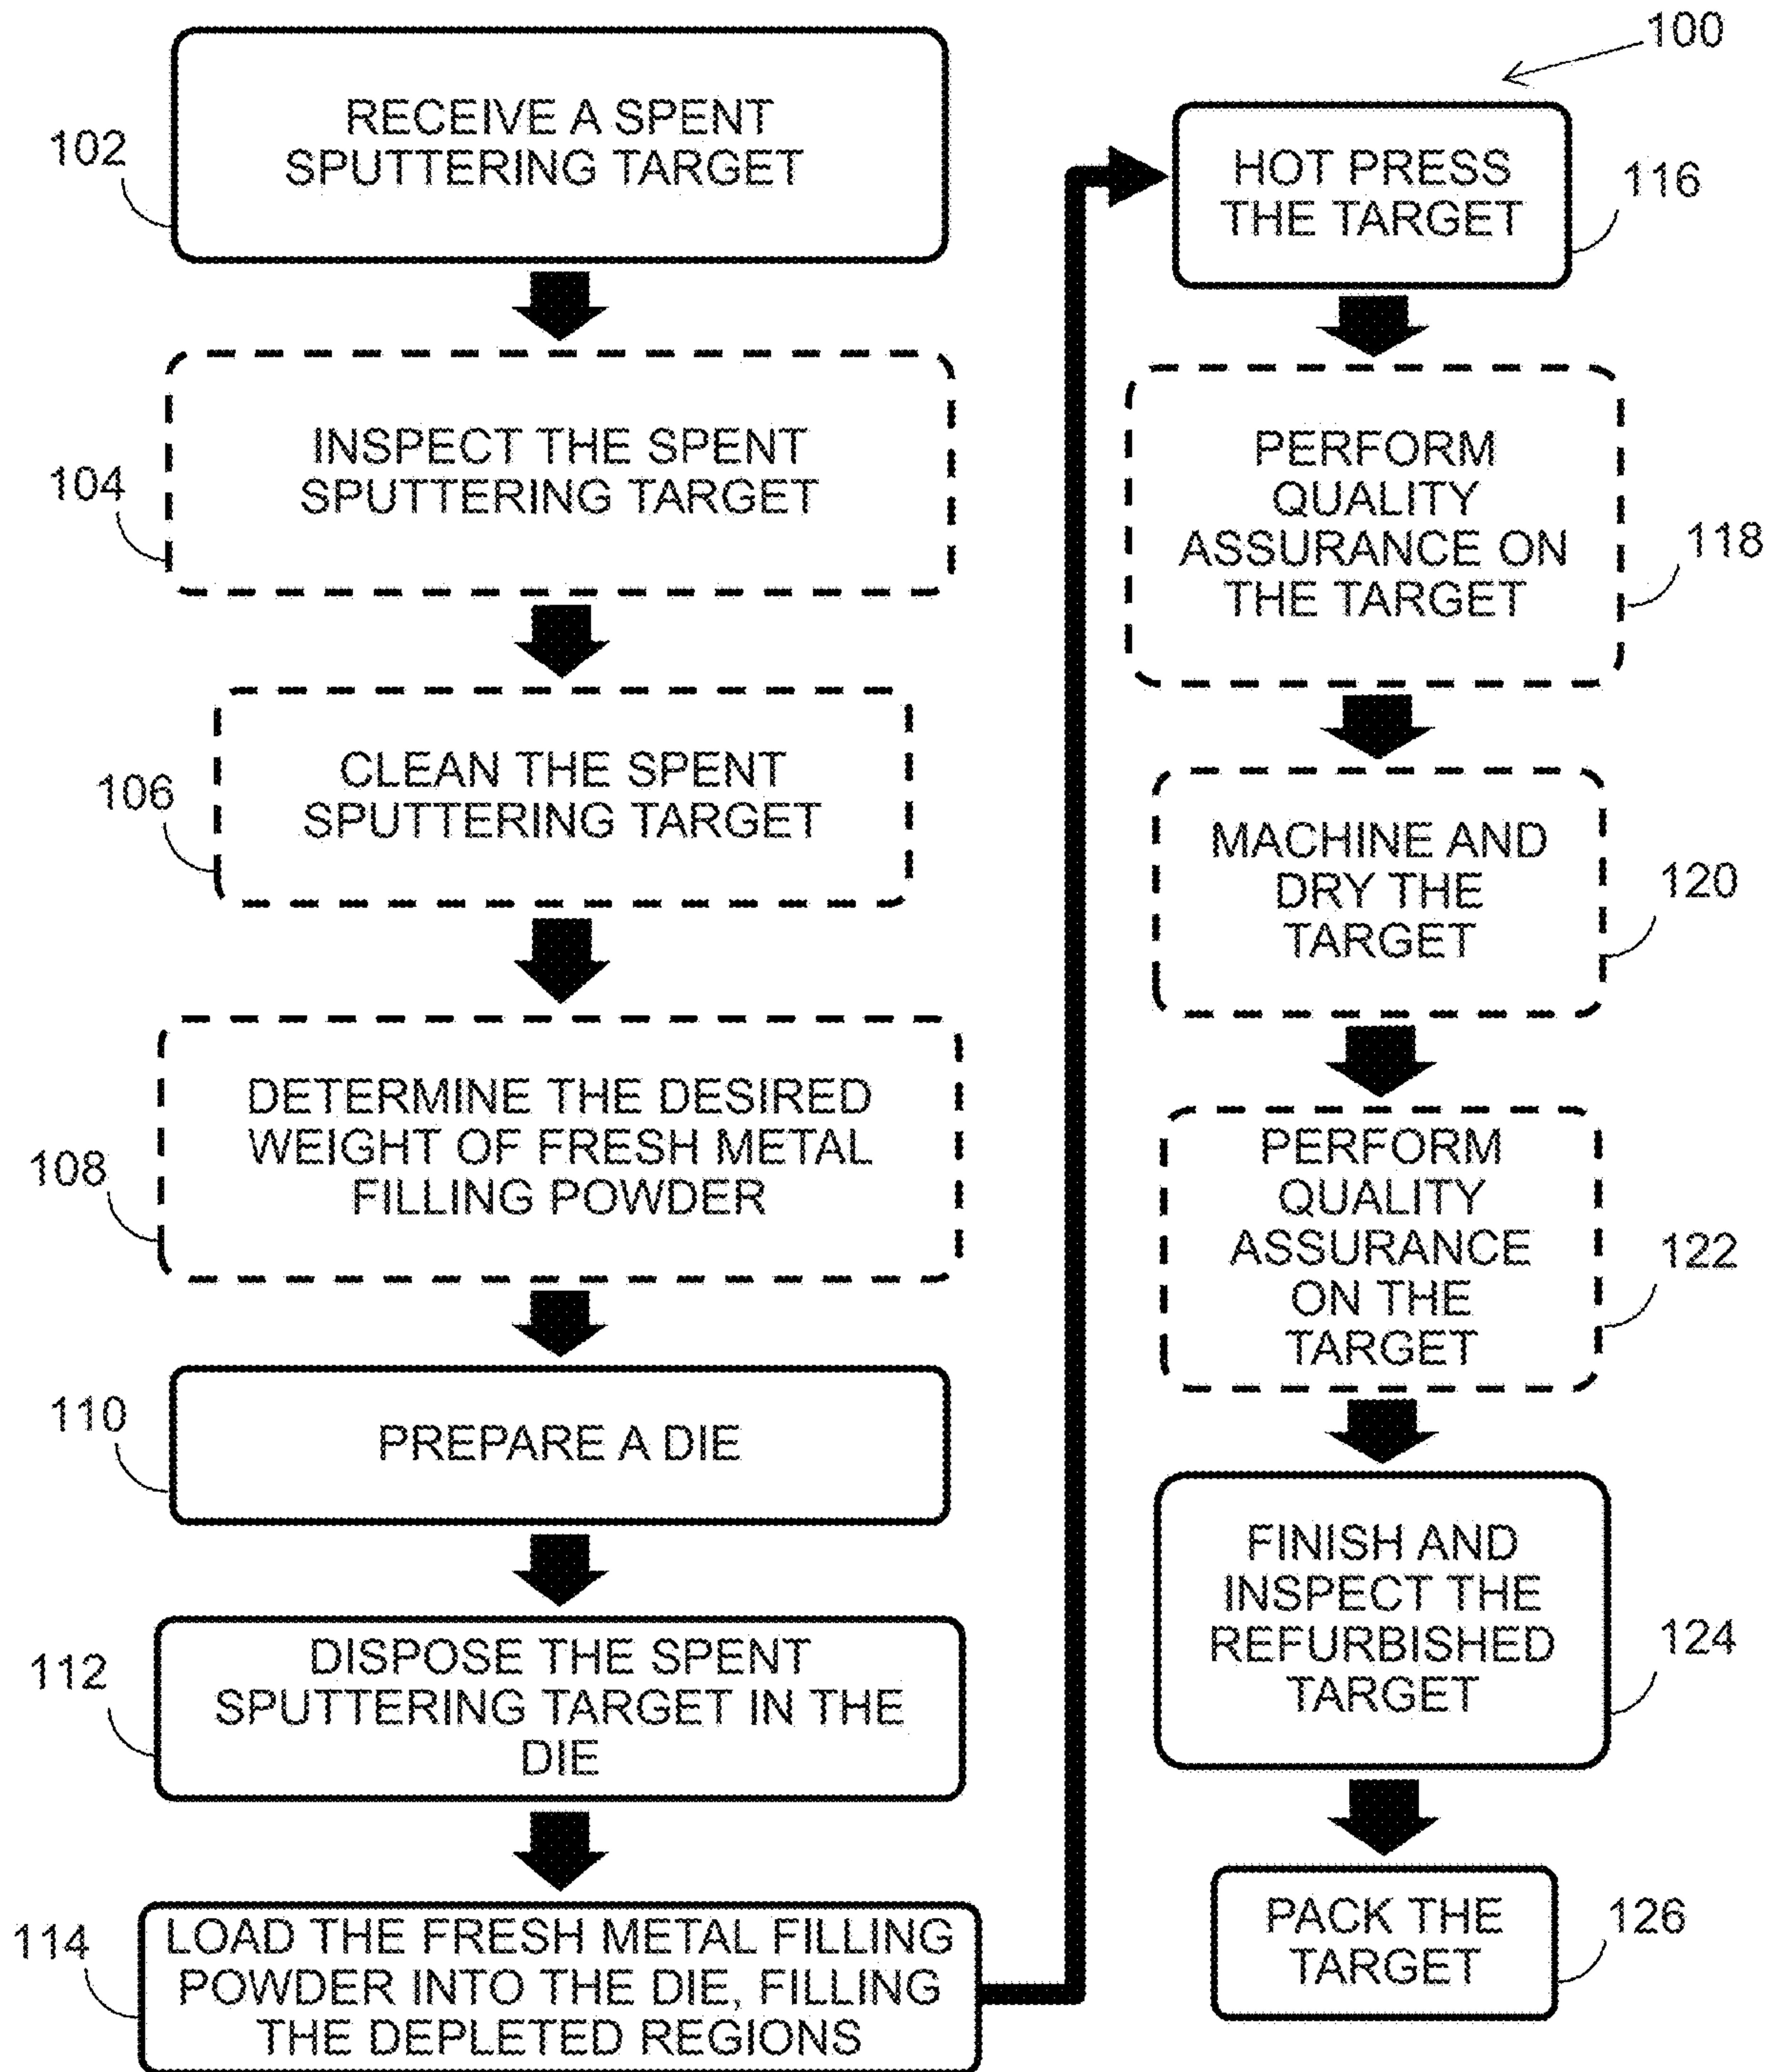 100
102
RECEIVE A SPENT
SPUTTERING TARGET
104
INSPECT THE SPENT
SPUTTERING TARGET
106
CLEAN THE SPENT
SPUTTERING TARGET
108
DETERMINE THE DESIRED
WEIGHT OF FRESH METAL
FILLING POWDER
110
PREPARE A DIE
112
DISPOSE THE SPENT
SPUTTERING TARGET IN THE
DIE
114
LOAD THE FRESH METAL FILLING
POWDER INTO THE DIE, FILLING
THE DEPLETED REGIONS
HOT PRESS
THE TARGET
116
PERFORM
QUALITY
ASSURANCE ON
THE TARGET
118
MACHINE AND
DRY THE
TARGET
120
PERFORM
QUALITY
ASSURANCE
ON THE
TARGET
122
FINISH AND
INSPECT THE
REFURBISHED
TARGET
124
PACK THE
TARGET
126